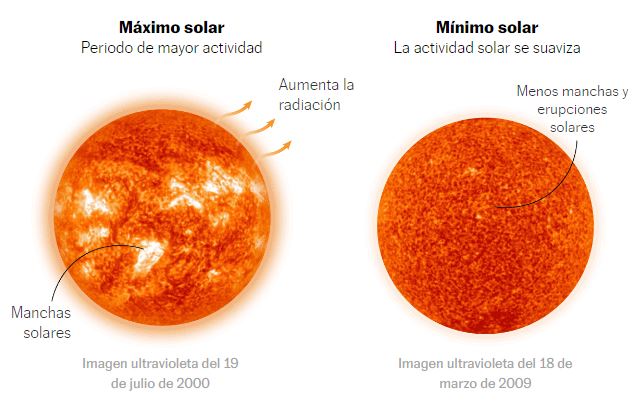 Máximo solar
Periodo de mayor actividad
Aumenta la
radiación
Manchas
solares
Imagen ultravioleta del 19
de julio de 2000
Mínimo solar
La actividad solar se suaviza
Menos manchas y
erupciones
solares
Imagen ultravioleta del 18 de
marzo de 2009